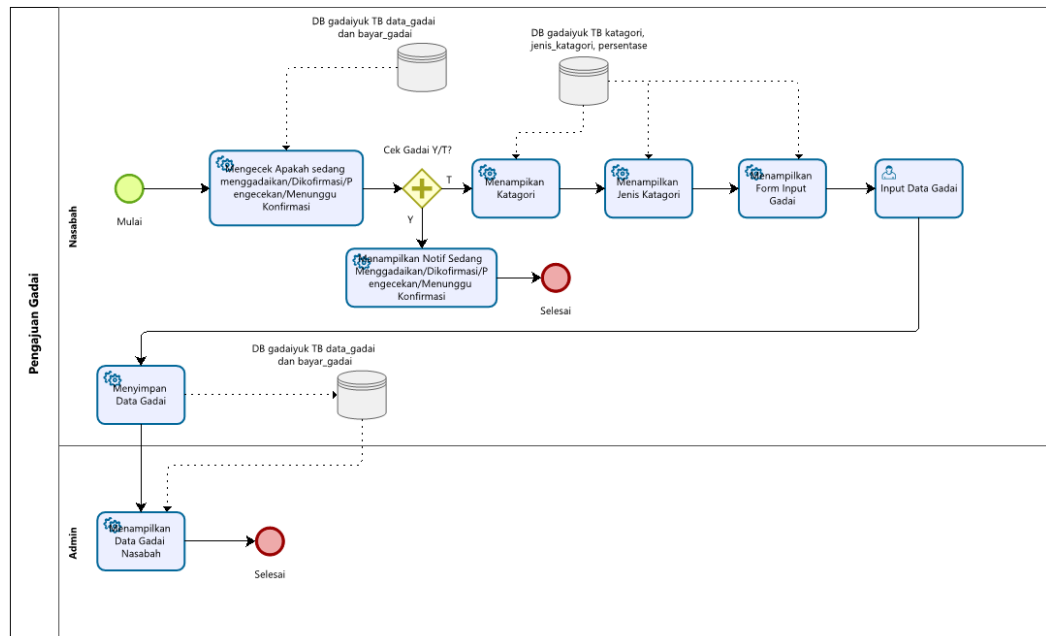 Pengajuan Gadai
Nasabah
DB gadaiyuk TB data_gadai
dan bayar_gadai
DB gadaiyuk TB katagori,
jenis_katagori, persentase
Mulai
Mengecek Apakah sedang
menggadaikan/Dikofirmasi/P
engecekan/Menunggu
Konfirmasi
Cek Gadai Y/T?
T
Y
Menampikan
Katagori
Menampilkan
Jenis Katagori
Menampilkan
Form Input
Gadai
Input Data Gadai
Menampilkan Notif Sedang
Menggadaikan/Dikofirmasi/P
engecekan/Menunggu
Konfirmasi
Selesai
DB gadaiyuk TB data_gadai
dan bayar_gadai
Menyimpan
Data Gadai
Admin
Menampilkan
Data Gadai
Nasabah
Selesai